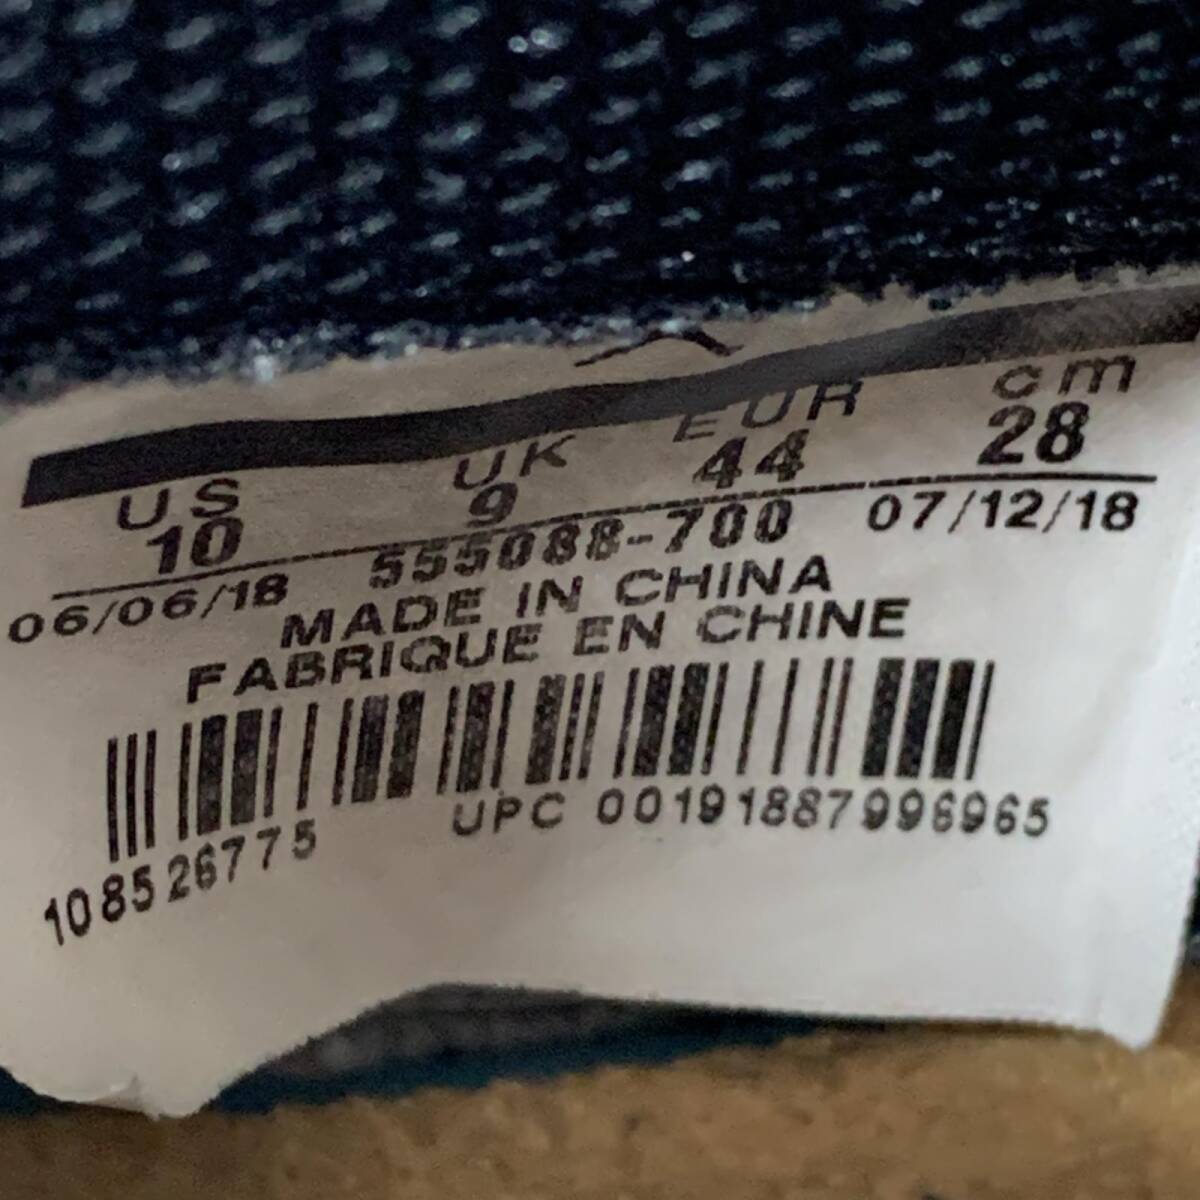 US UK EUR cm
10 9 44 28
06/06/18 555088-700 07/12/18
MADE IN CHINA
FABRIQUE EN CHINE
108526775 UPC 00191887996965